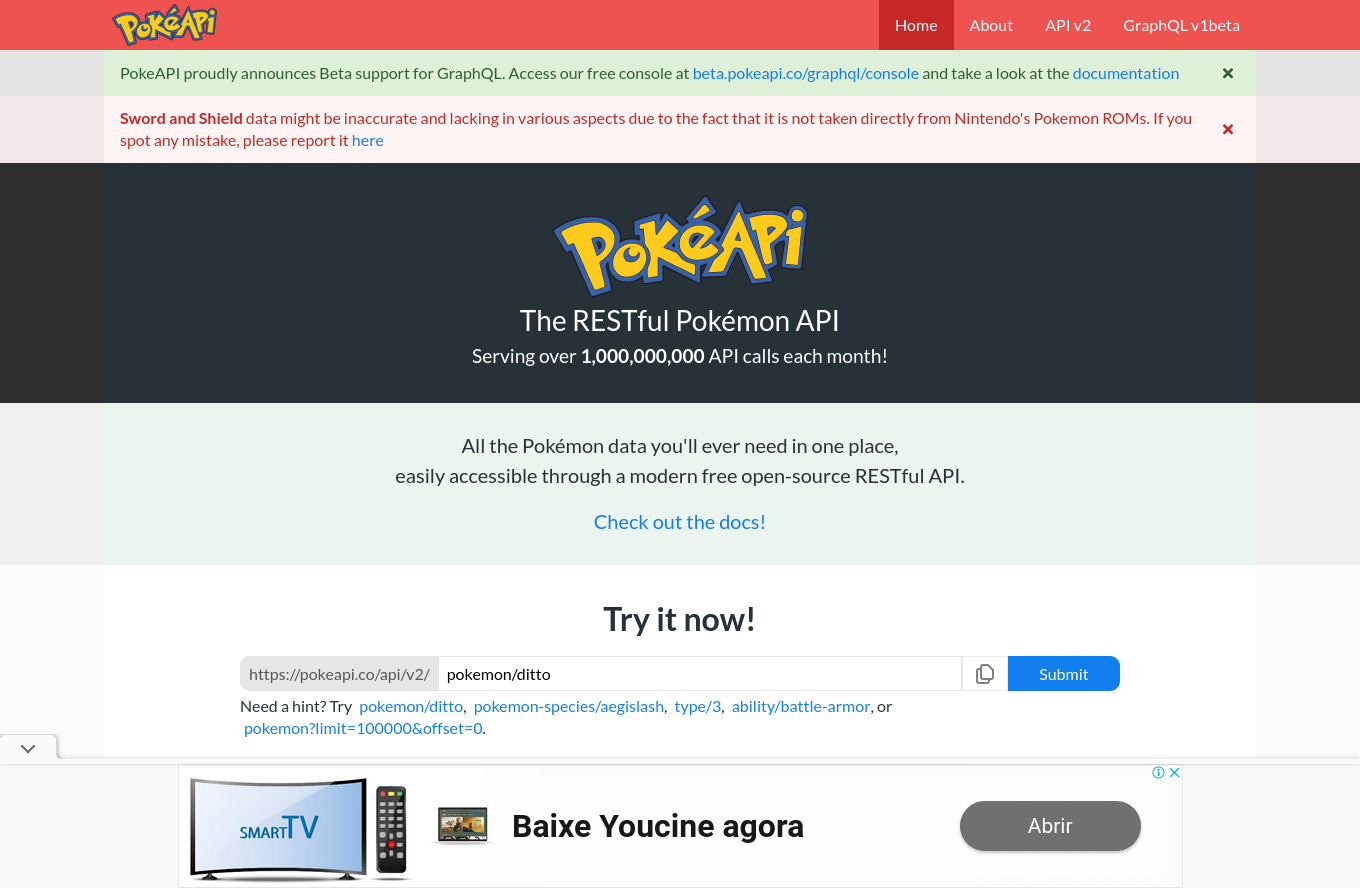 PokéApi
Home
About
API v2
GraphQL v1beta
PokeAPI proudly announces Beta support for GraphQL. Access our free console at beta.pokeapi.co/graphql/console and take a look at the documentation
Sword and Shield data might be inaccurate and lacking in various aspects due to the fact that it is not taken directly from Nintendo's Pokemon ROMs. If you
spot any mistake, please report it here
PokéApi
The RESTful Pokémon API
Serving over 1,000,000,000 API calls each month!
All the Pokémon data you'll ever need in one place,
easily accessible through a modern free open-source RESTful API.
Check out the docs!
Try it now!
https://pokeapi.co/api/v2/
pokemon/ditto
Submit
Need a hint? Try pokemon/ditto, pokemon-species/aegislash, type/3, ability/battle-armor, or
pokemon?limit=100000&offset=0.
SMARTTV
Baixe Youcine agora
Abrir